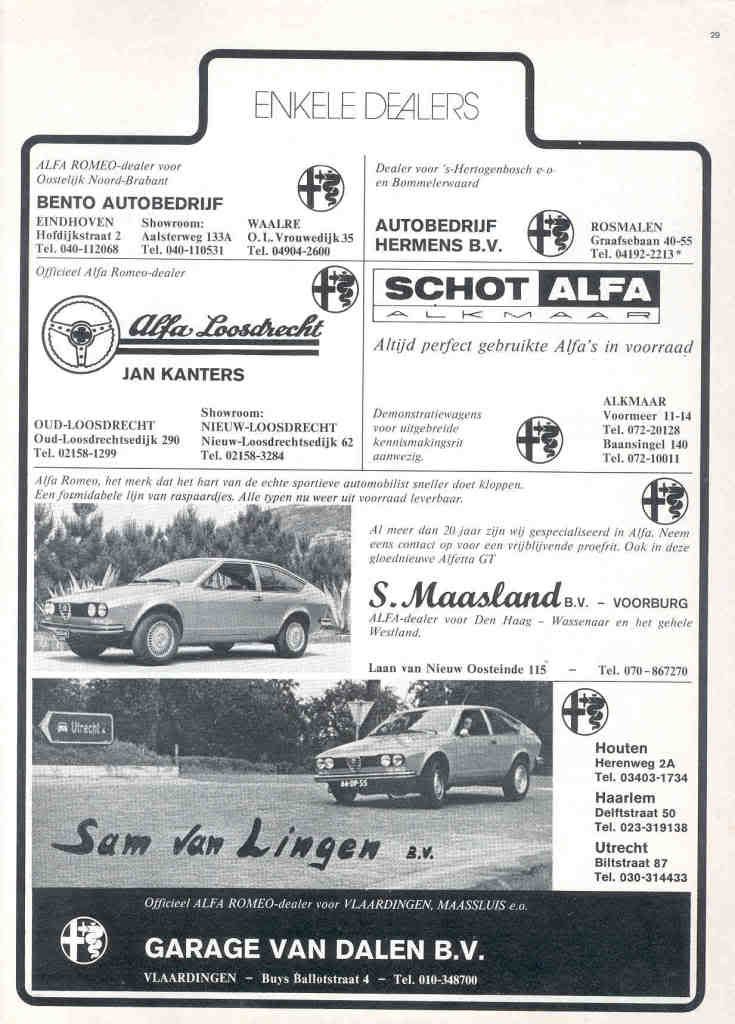 29
ENKELE DEALERS
ALFA ROMEO-dealer voor
Oostelijk Noord-Brabant
BENTO AUTOBEDRIJF
EINDHOVEN
Hofdijkstraat 2
Tel. 040-112068
Showroom:
Aalsterweg 133A
Tel. 040-110531
WAALRE
O.L. Vrouwedijk 35
Tel. 04904-2600
Dealer voor 's-Hertogenbosch e-o-
en Bommelerwaard
AUTOBEDRIJF
HERMENS B.V.
ROSMALEN
Graafsebaan 40-55
Tel. 04192-2213*
Officieel Alfa Romeo-dealer
Alfa Loosdrecht
JAN KANTERS
OUD-LOOSDRECHT
Oud-Loosdrechtsedijk 290
Tel. 02158-1299
Showroom:
NIEUW-LOOSDRECHT
Nieuw-Loosdrechtsedijk 62
Tel. 02158-3284
SCHOT ALFA
ALKMAAR
Altijd perfect gebruikte Alfa's in voorraad
Demonstratiewagens
voor uitgebreide
kennismakingsrit
aanwezig.
ALKMAAR
Voormeer 11-14
Tel. 072-20128
Baansingel 140
Tel. 072-10011
Alfa Romeo, het merk dat het hart van de echte sportieve automobilist sneller doet kloppen.
Een formidabele lijn van raspaardjes. Alle typen nu weer uit voorraad leverbaar.
Al meer dan 20 jaar zijn wij gespecialiseerd in Alfa. Neem
eens contact op voor een vrijblijvende proefrit. Ook in deze
gloednieuwe Alfetta GT
S. Maasland B.V. - VOORBURG
ALFA-dealer voor Den Haag - Wassenaar en het gehele
Westland.
Laan van Nieuw Oosteinde 115 - Tel. 070-867270
Utrecht
66-DP-55
Sam van Lingen B.V.
Houten
Herenweg 2A
Tel. 03403-1734
Haarlem
Delftstraat 50
Tel. 023-319138
Utrecht
Biltstraat 87
Tel. 030-314433
Officieel ALFA ROMEO-dealer voor VLAARDINGEN, MAASSLUIS e.o.
GARAGE VAN DALEN B.V.
VLAARDINGEN - Buys Ballotstraat 4 - Tel. 010-348700